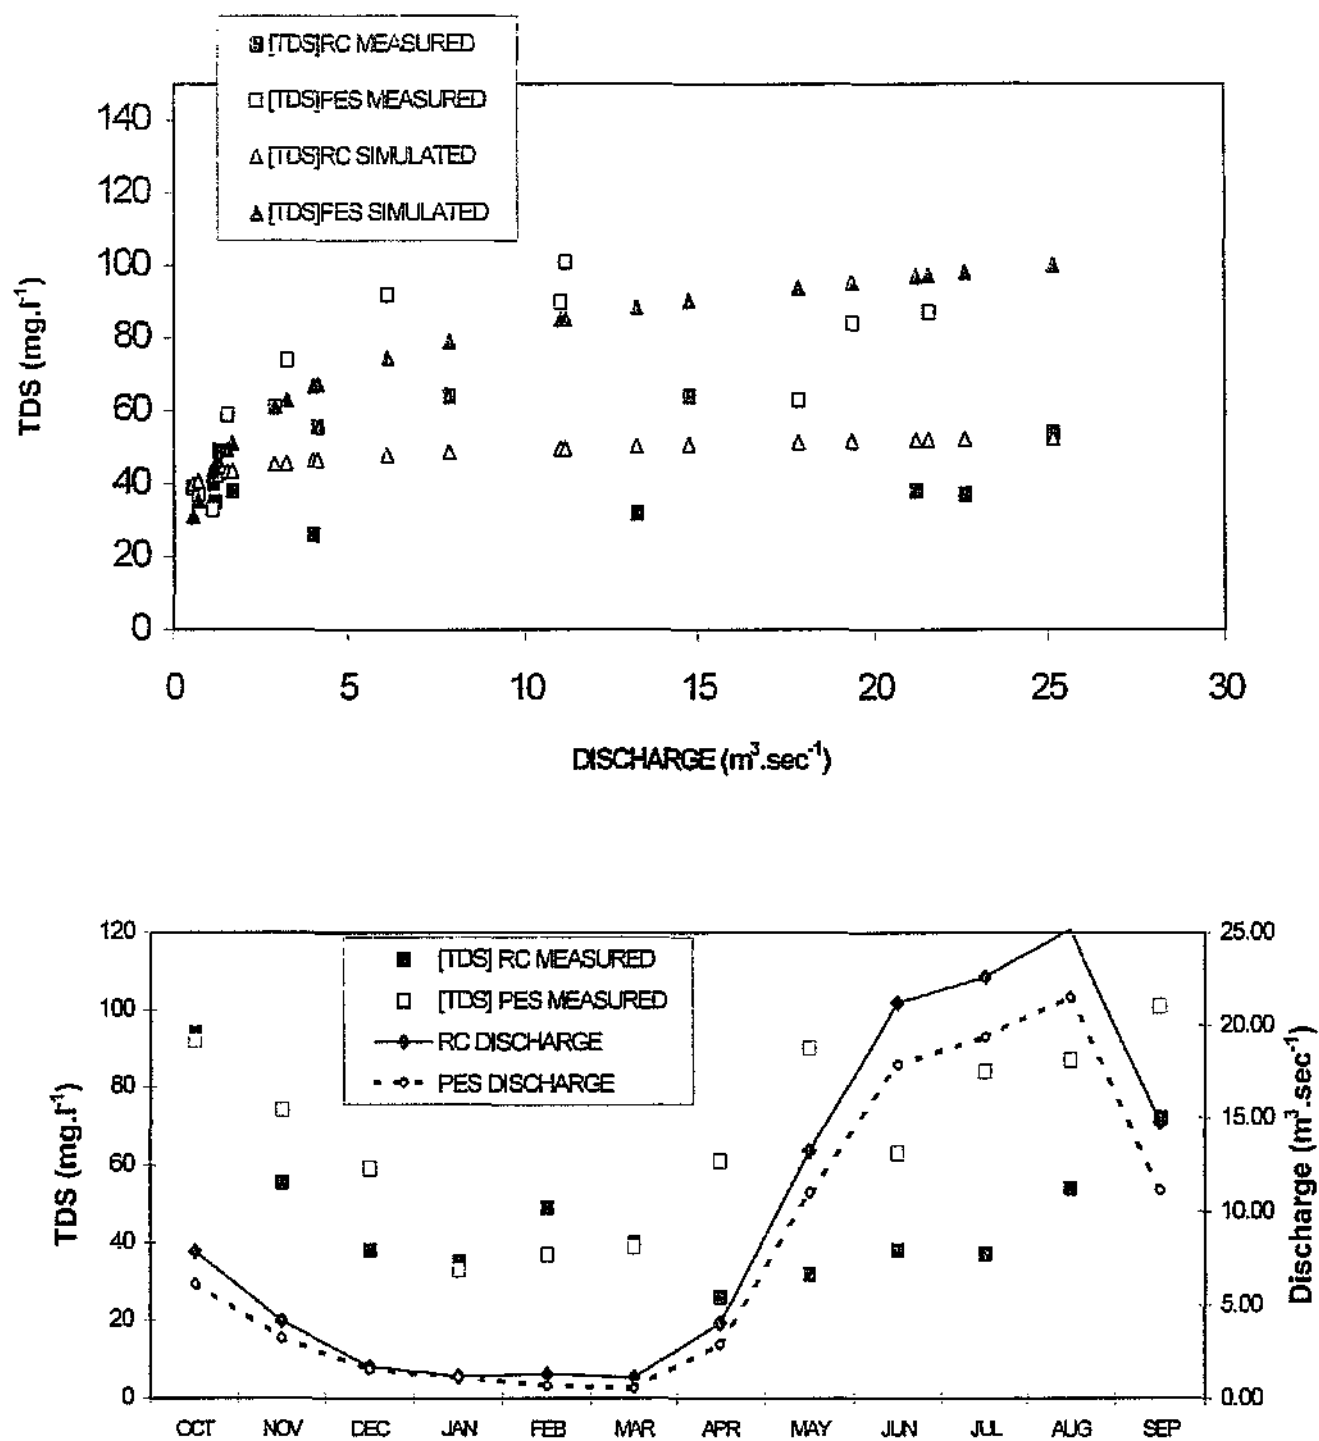 [TDS]RC MEASURED
[TDS]PES MEASURED
[TDS]RC SIMULATED
[TDS]PES SIMULATED
140
120
100
80
60
40
20
0
TDS (mg.l⁻¹)
0 5 10 15 20 25 30
DISCHARGE (m³.sec⁻¹)
[TDS] RC MEASURED
[TDS] PES MEASURED
RC DISCHARGE
PES DISCHARGE
120
100
80
60
40
20
0
TDS (mg.l⁻¹)
25.00
20.00
15.00
10.00
5.00
0.00
Discharge (m³.sec⁻¹)
OCT NOV DEC JAN FEB MAR APR MAY JUN JUL AUG SEP